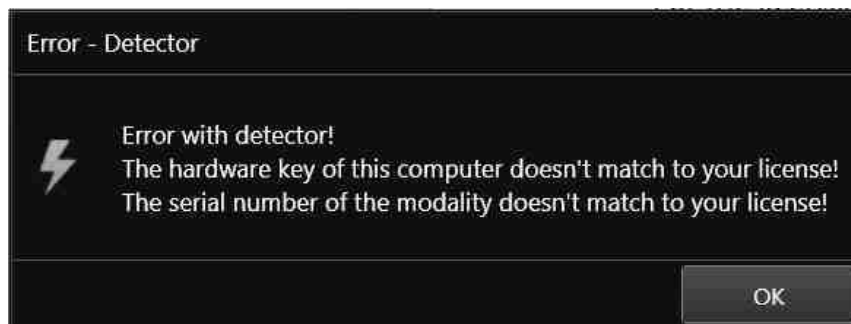 Error - Detector
Error with detector!
The hardware key of this computer doesn't match to your license!
The serial number of the modality doesn't match to your license!
OK